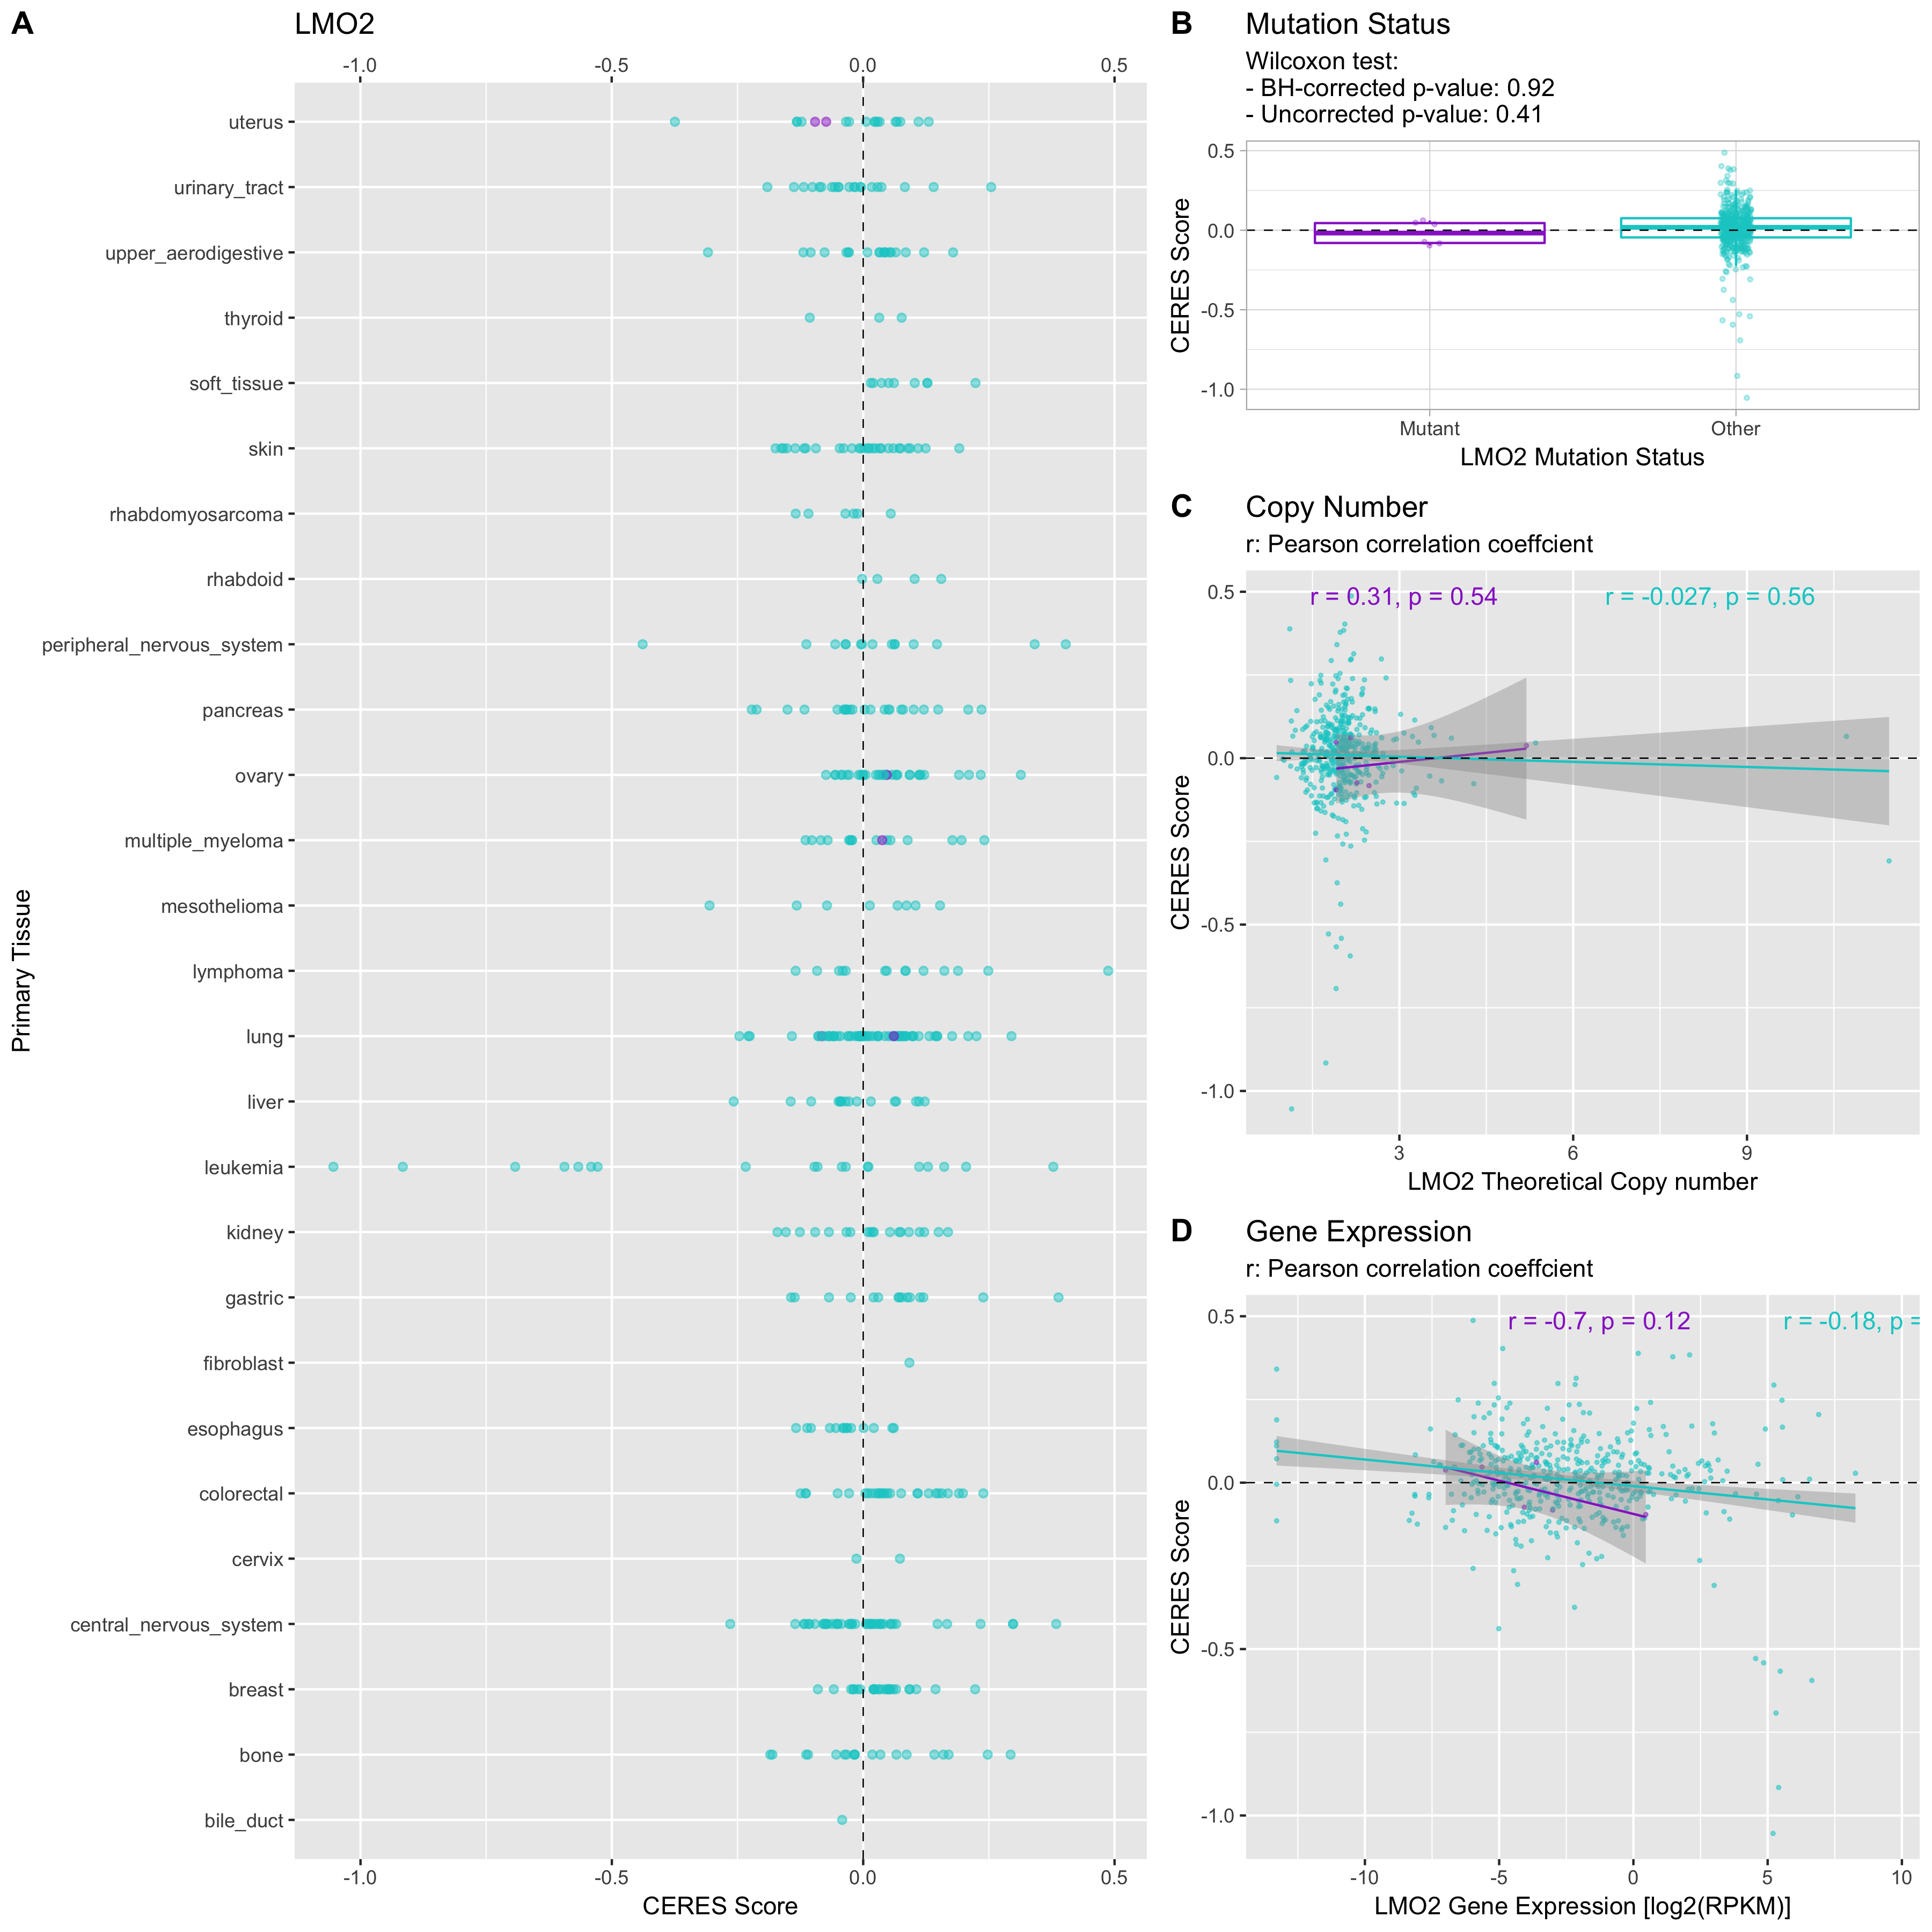 A
LMO2
-1.0 -0.5 0.0 0.5
Primary Tissue
uterus
urinary_tract
upper_aerodigestive
thyroid
soft_tissue
skin
rhabdomyosarcoma
rhabdoid
peripheral_nervous_system
pancreas
ovary
multiple_myeloma
mesothelioma
lymphoma
lung
liver
leukemia
kidney
gastric
fibroblast
esophagus
colorectal
cervix
central_nervous_system
breast
bone
bile_duct
-1.0 -0.5 0.0 0.5
CERES Score
B
Mutation Status
Wilcoxon test:
- BH-corrected p-value: 0.92
- Uncorrected p-value: 0.41
CERES Score
0.5
0.0
-0.5
-1.0
Mutant Other
LMO2 Mutation Status
C
Copy Number
r: Pearson correlation coeffcient
r = 0.31, p = 0.54 r = -0.027, p = 0.56
CERES Score
0.5
0.0
-0.5
-1.0
3 6 9
LMO2 Theoretical Copy number
D
Gene Expression
r: Pearson correlation coeffcient
r = -0.7, p = 0.12 r = -0.18, p =
CERES Score
0.5
0.0
-0.5
-1.0
-10 -5 0 5 10
LMO2 Gene Expression [log2(RPKM)]